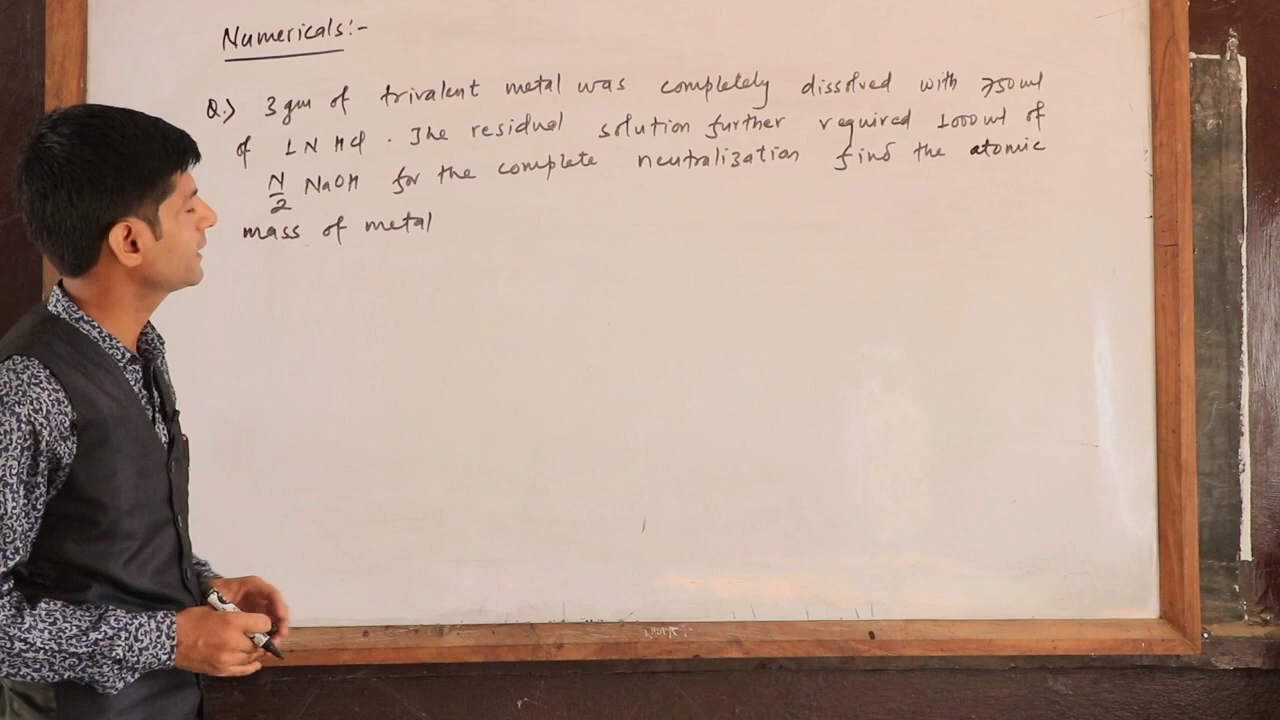 Numericals:-
Q.) 3 gm of trivalent metal was completely dissolved with 750 ml
of 1 N HCl. The residual solution further required 1000 ml of
N/2 NaOH for the complete neutralization find the atomic
mass of metal